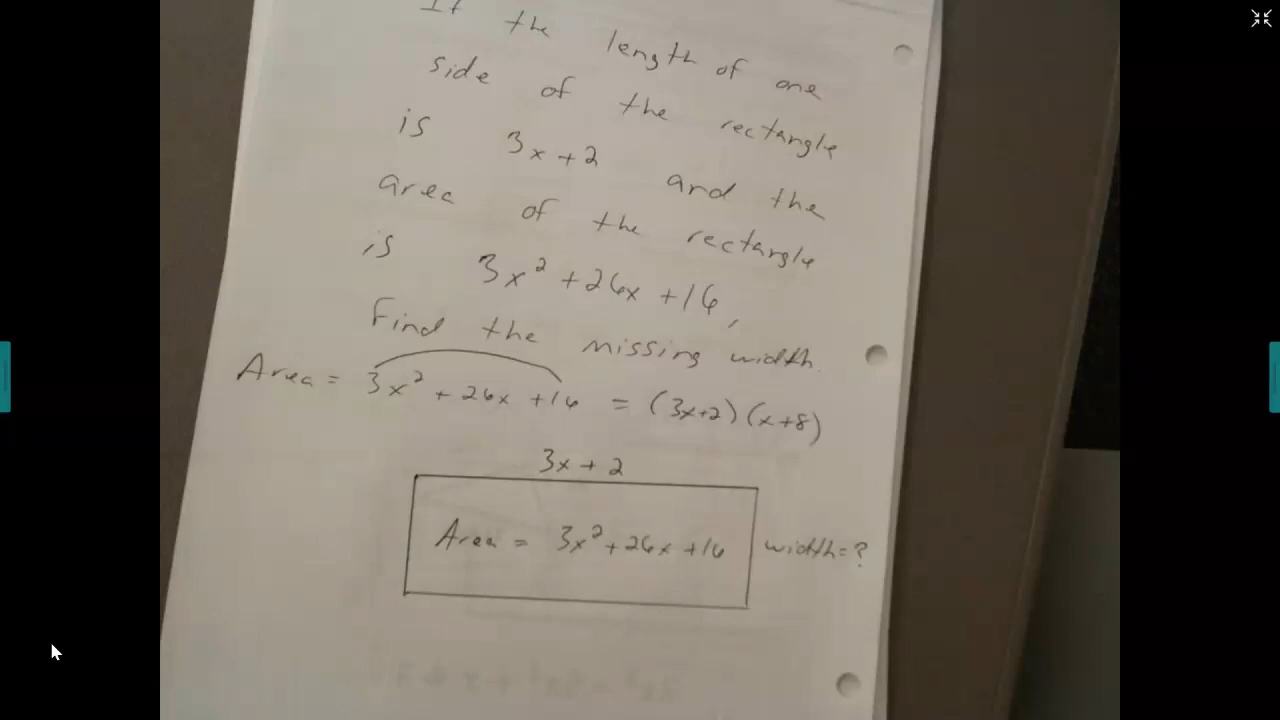 If the length of one
side of the rectangle
is 3x+2 and the
area of the rectangle
is 3x² +26x +16,
Find the missing width.
Area = 3x² + 26x +16 = (3x+2)(x+8)
3x + 2
Area = 3x²+26x +16 width=?